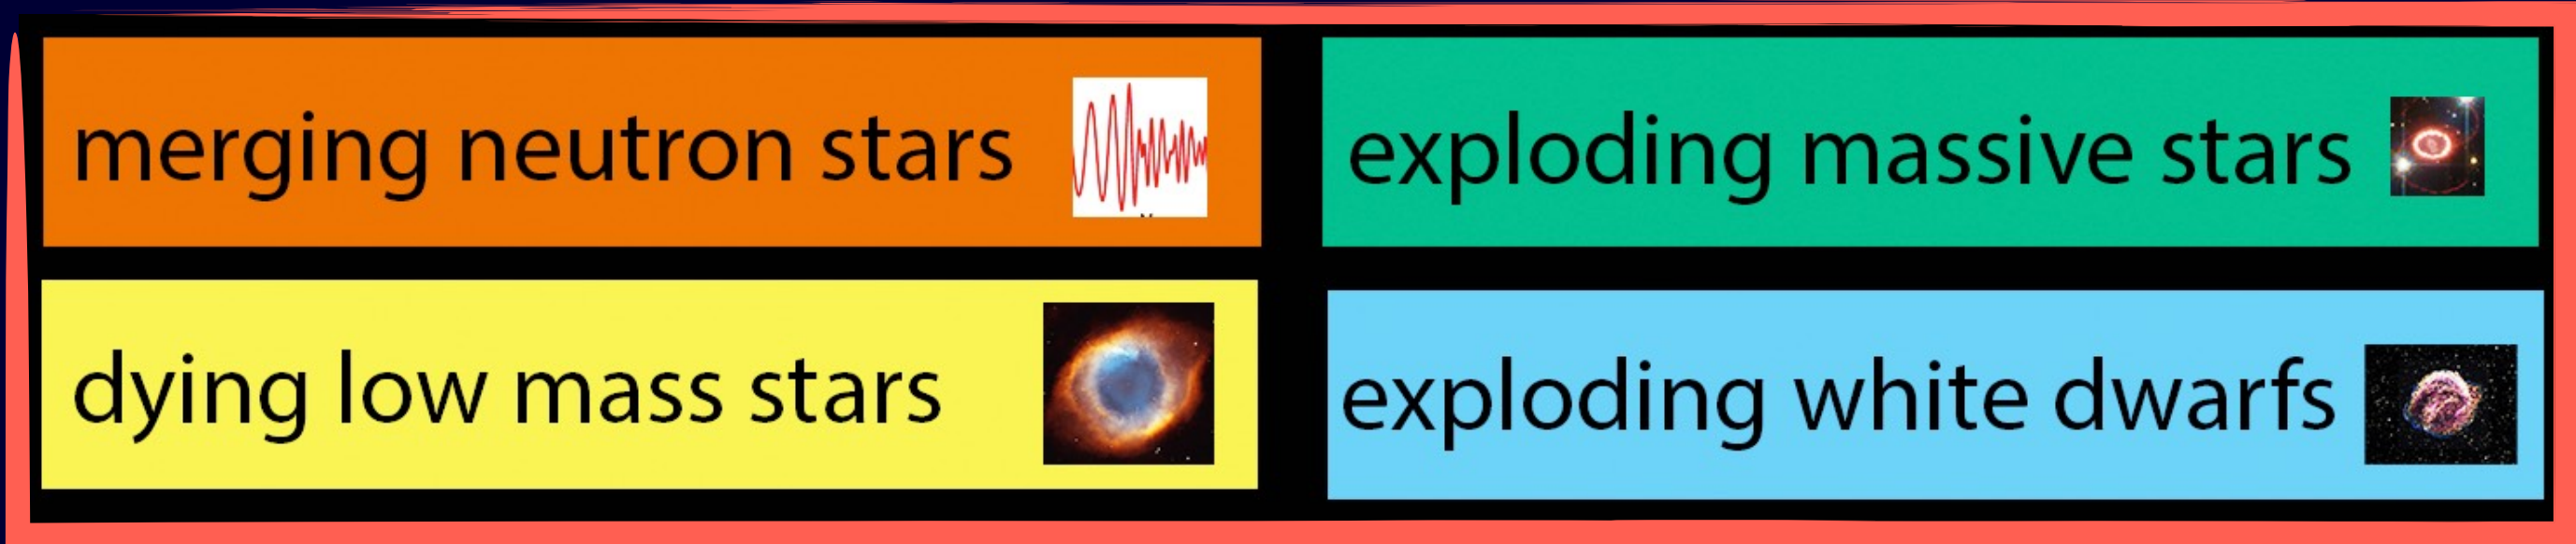 merging neutron stars
exploding massive stars
dying low mass stars
exploding white dwarfs